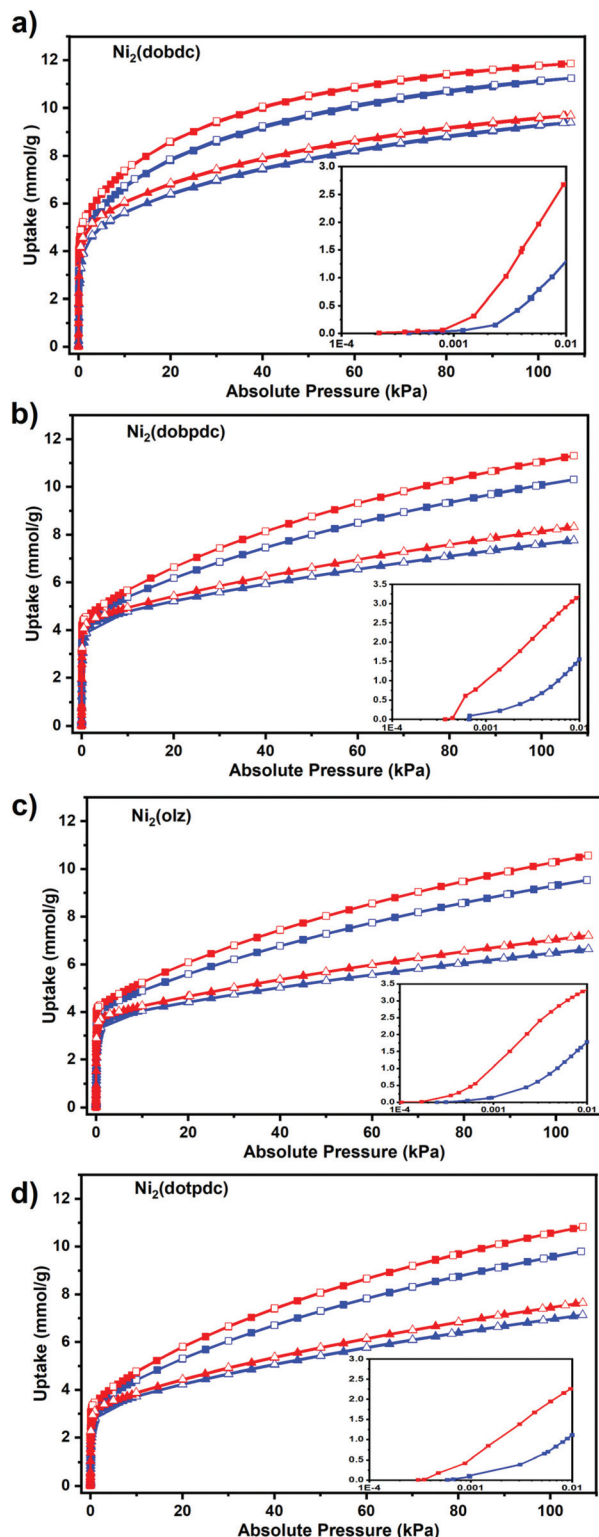 a)
Ni₂(dobdc)
12
10
8
6
4
2
0
Uptake (mmol/g )
3.0
2.5
2.0
1.5
1.0
0.5
0.0
1E-4 0.001 0.01
0 20 40 60 80 100
Absolute Pressure (kPa)
b)
Ni₂(dobpdc)
12
10
8
6
4
2
0
Uptake (mmol/g)
3.5
3.0
2.5
2.0
1.5
1.0
0.5
0.0
1E-4 0.001 0.01
0 20 40 60 80 100
Absolute Pressure (kPa)
c)
Ni₂(olz)
12
10
8
6
4
2
0
Uptake (mmol/g)
3.5
3.0
2.5
2.0
1.5
1.0
0.5
0.0
1E-4 0.001 0.01
0 20 40 60 80 100
Absolute Pressure (kPa)
d)
Ni₂(dotpdc)
12
10
8
6
4
2
0
Uptake (mmol/g)
3.0
2.5
2.0
1.5
1.0
0.5
0.0
1E-4 0.001 0.01
0 20 40 60 80 100
Absolute Pressure (kPa)